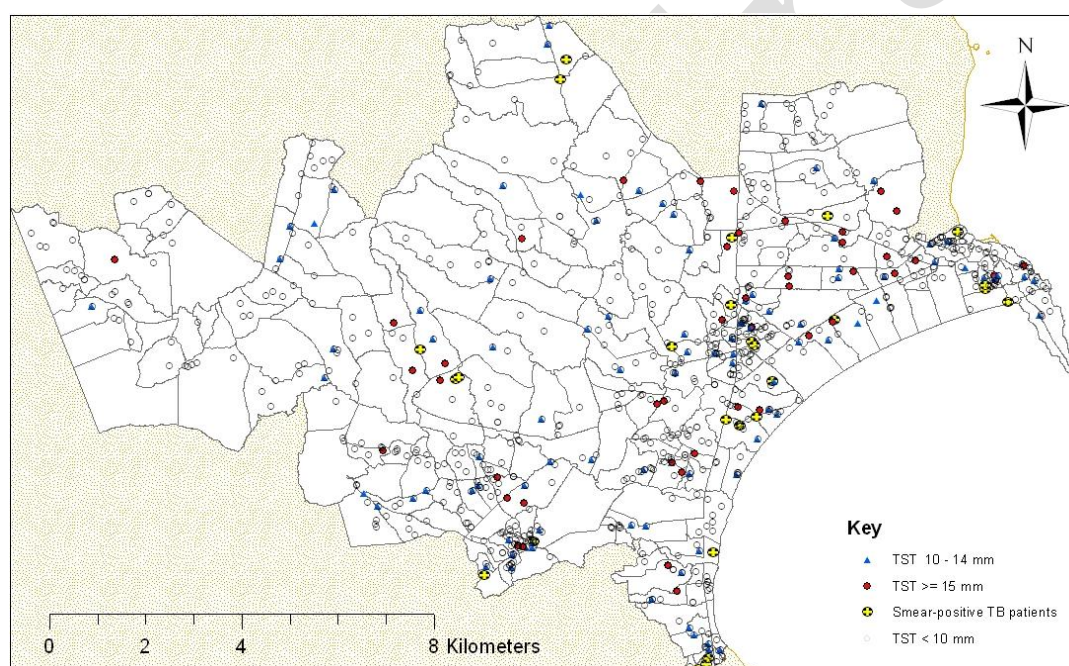 N
Key
TST 10 - 14 mm
TST >= 15 mm
Smear-positive TB patients
TST < 10 mm
0 2 4 8 Kilometers